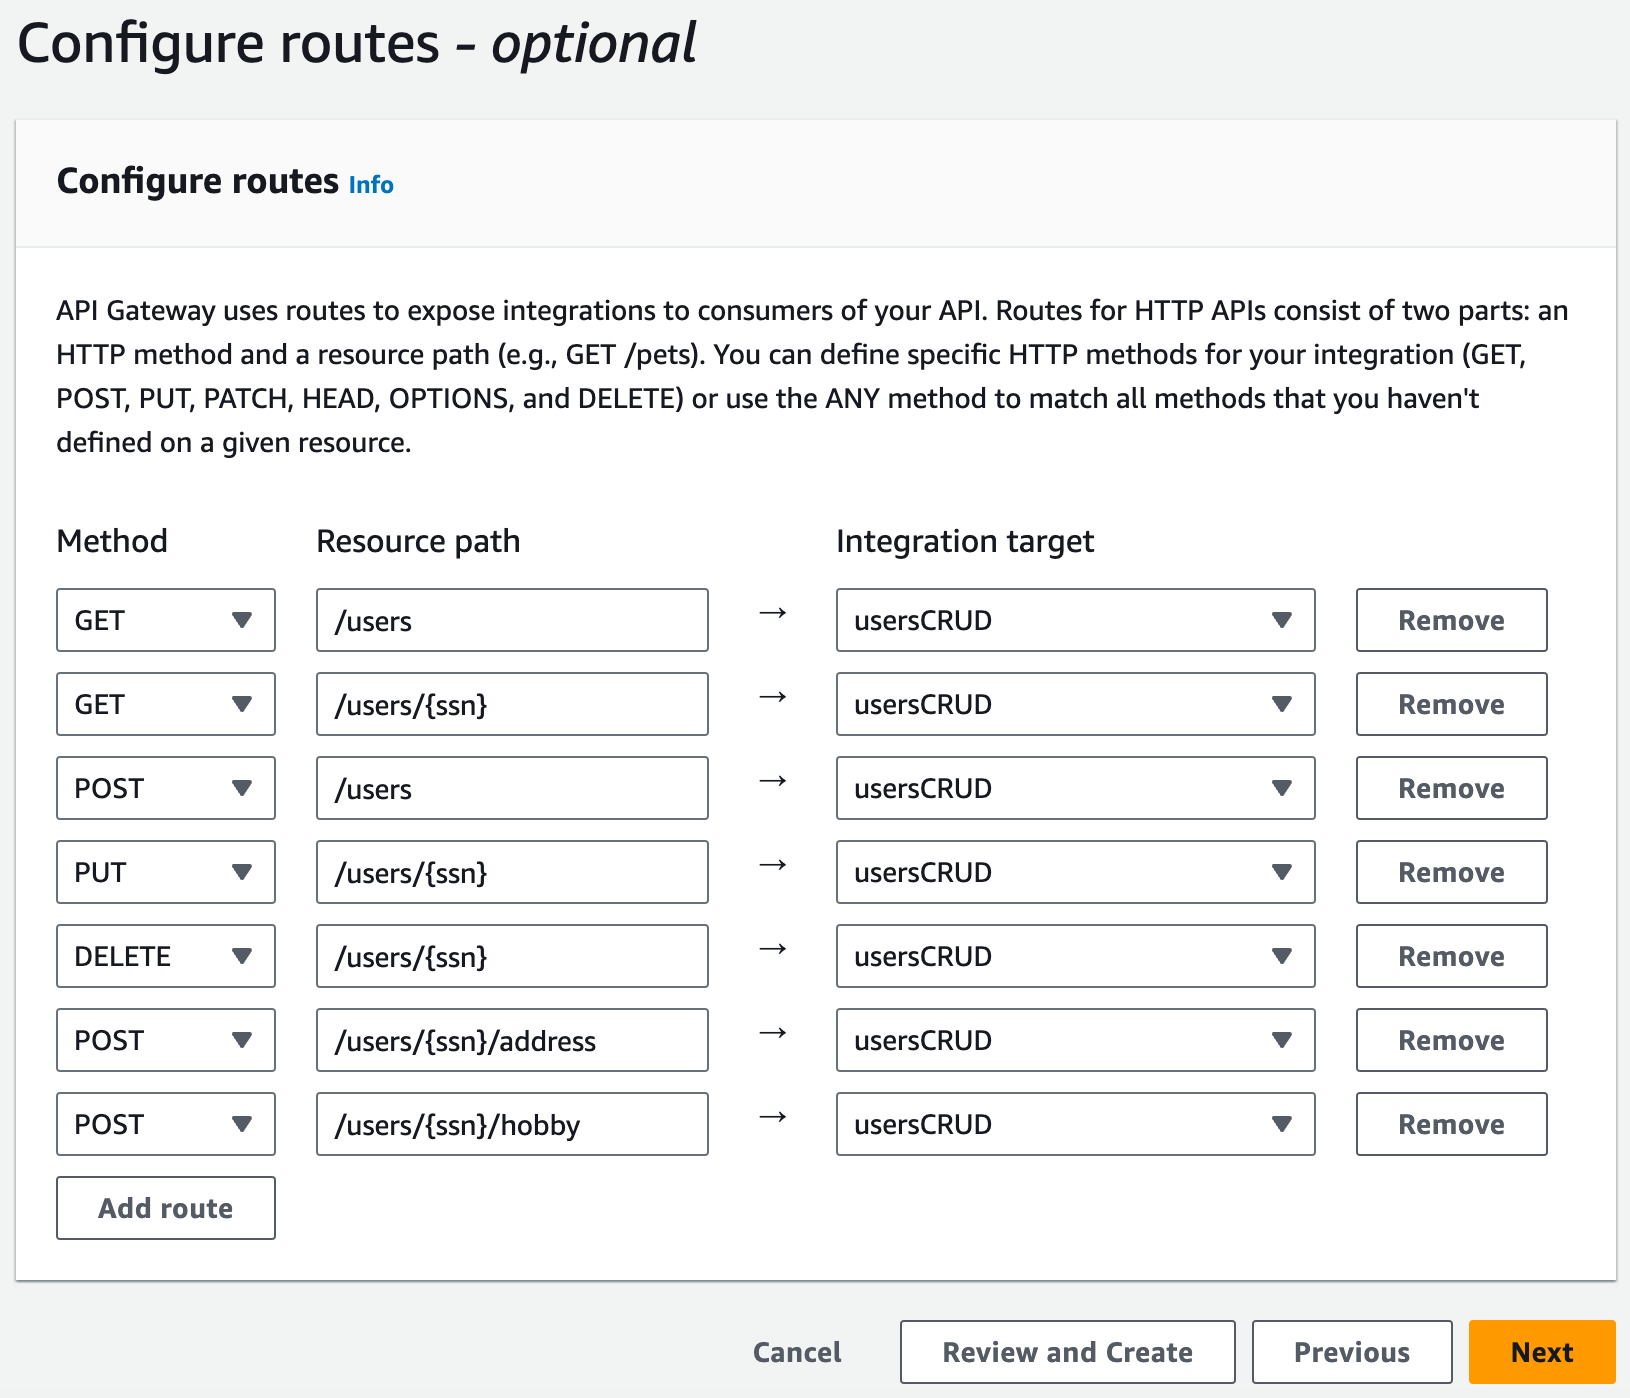 Configure routes - optional
Configure routes Info
API Gateway uses routes to expose integrations to consumers of your API. Routes for HTTP APIs consist of two parts: an
HTTP method and a resource path (e.g., GET /pets). You can define specific HTTP methods for your integration (GET,
POST, PUT, PATCH, HEAD, OPTIONS, and DELETE) or use the ANY method to match all methods that you haven't
defined on a given resource.
Method Resource path Integration target
GET /users → usersCRUD Remove
GET /users/{ssn} → usersCRUD Remove
POST /users → usersCRUD Remove
PUT /users/{ssn} → usersCRUD Remove
DELETE /users/{ssn} → usersCRUD Remove
POST /users/{ssn}/address → usersCRUD Remove
POST /users/{ssn}/hobby → usersCRUD Remove
Add route
Cancel Review and Create Previous Next